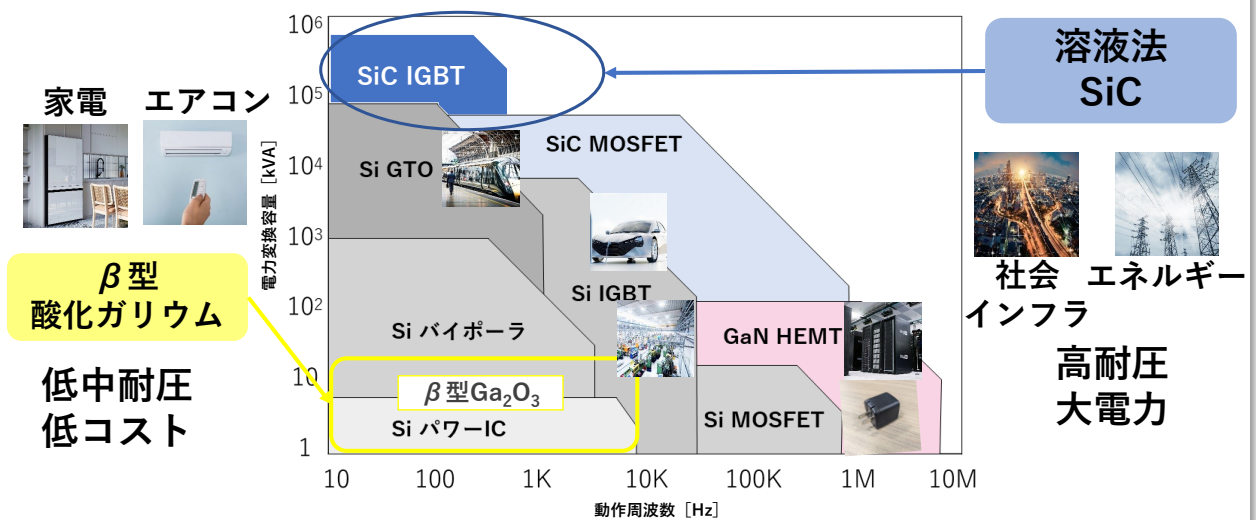 10⁶
10⁵
10⁴
10³
10²
10
1
電力変換容量［kVA］
10
100
1K
10K
100K
1M
10M
動作周波数［Hz］
家電
エアコン
β型
酸化ガリウム
低中耐圧
低コスト
SiC IGBT
SiC MOSFET
Si GTO
Si IGBT
Si バイポーラ
GaN HEMT
β型Ga₂O₃
Si パワーIC
Si MOSFET
溶液法
SiC
社会
インフラ
エネルギー
高耐圧
大電力